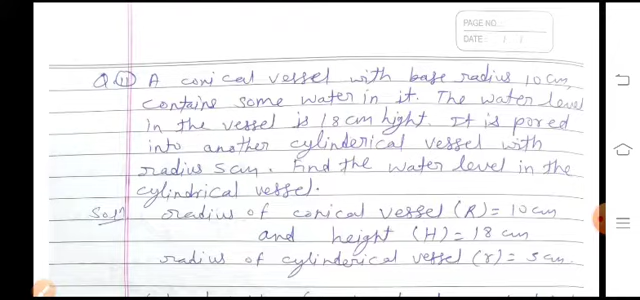 PAGE NO.:
DATE: / /
Q.11 A conical vessel with base radius 10 cm,
contains some water in it. The water level
in the vessel is 18 cm hight. It is pored
into another cylinderical vessel with
radius 5 cm. Find the water level in the
cylindrical vessel.
Sol^n radius of conical vessel (R) = 10 cm
and height (H) = 18 cm
radius of cylinderical vessel (r) = 5 cm.